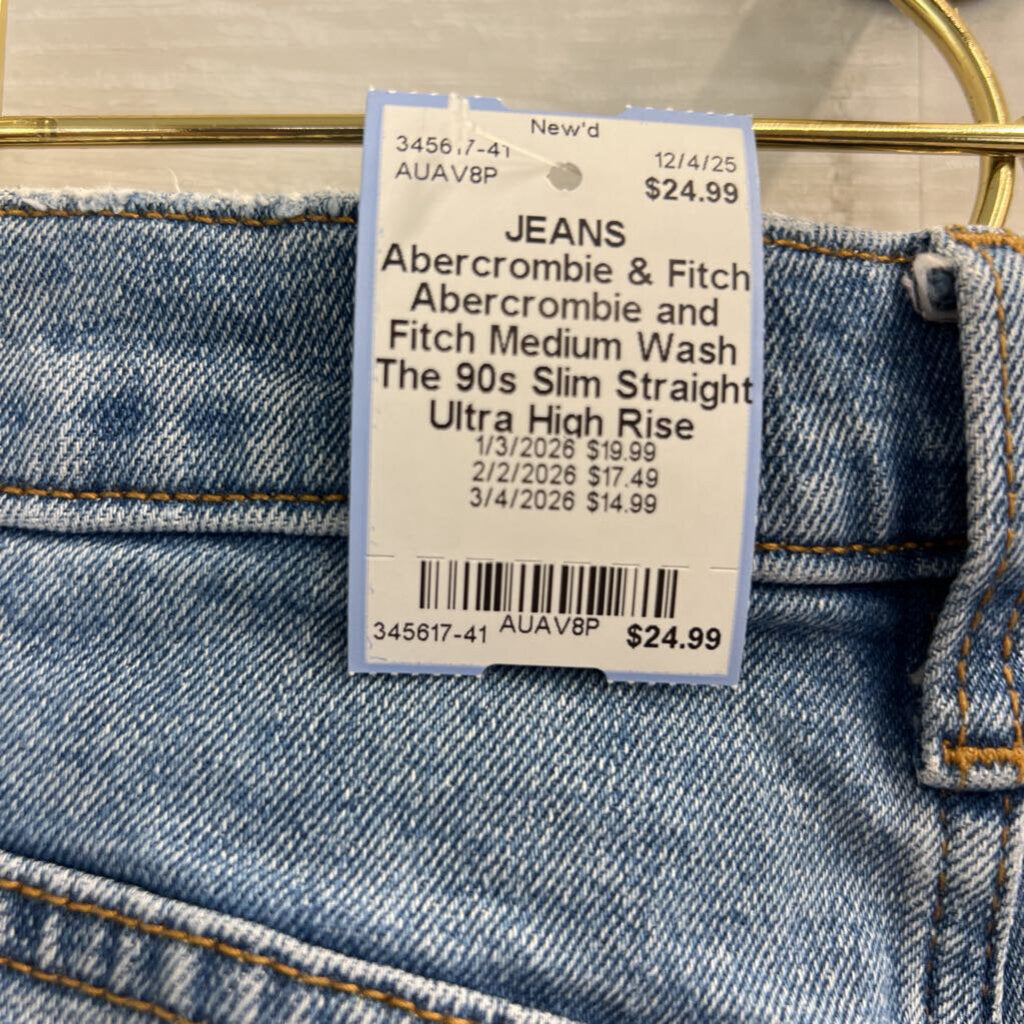 New'd
345617-41 12/4/25
AUAV8P $24.99
JEANS
Abercrombie & Fitch
Abercrombie and
Fitch Medium Wash
The 90s Slim Straight
Ultra High Rise
1/3/2026 $19.99
2/2/2026 $17.49
3/4/2026 $14.99
345617-41 AUAV8P $24.99